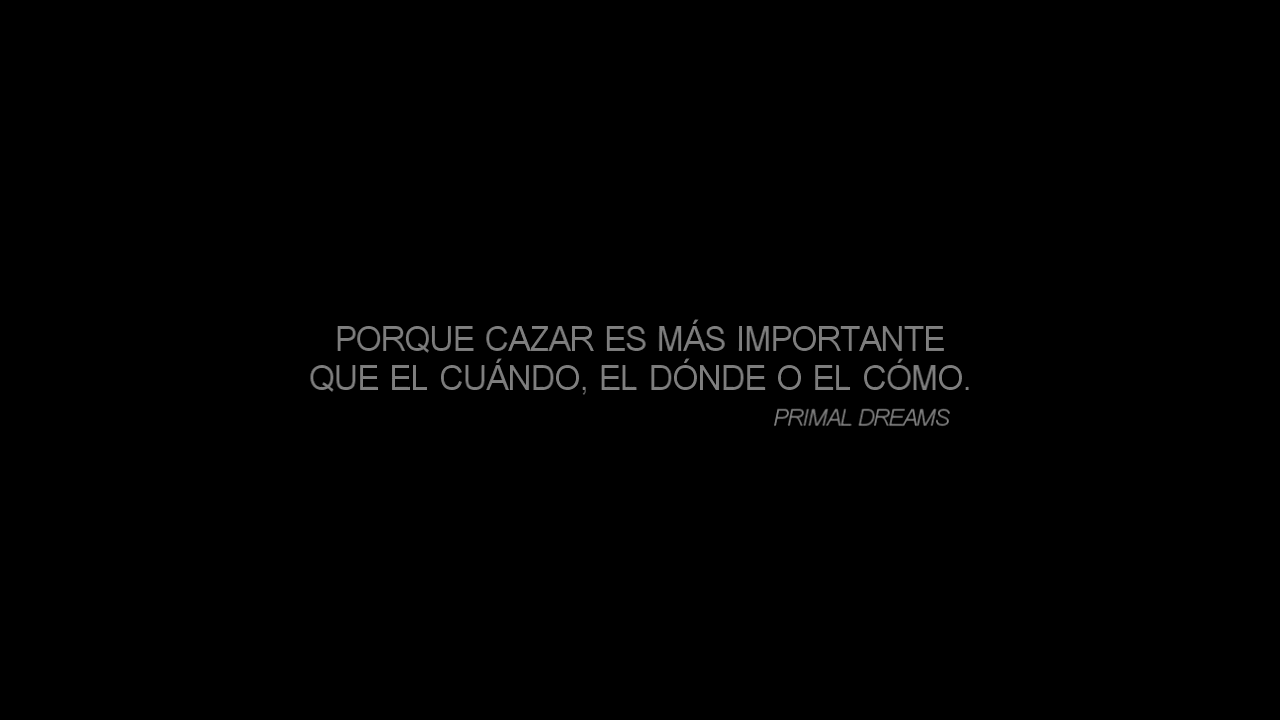 PORQUE CAZAR ES MÁS IMPORTANTE
QUE EL CUÁNDO, EL DÓNDE O EL CÓMO.
PRIMAL DREAMS